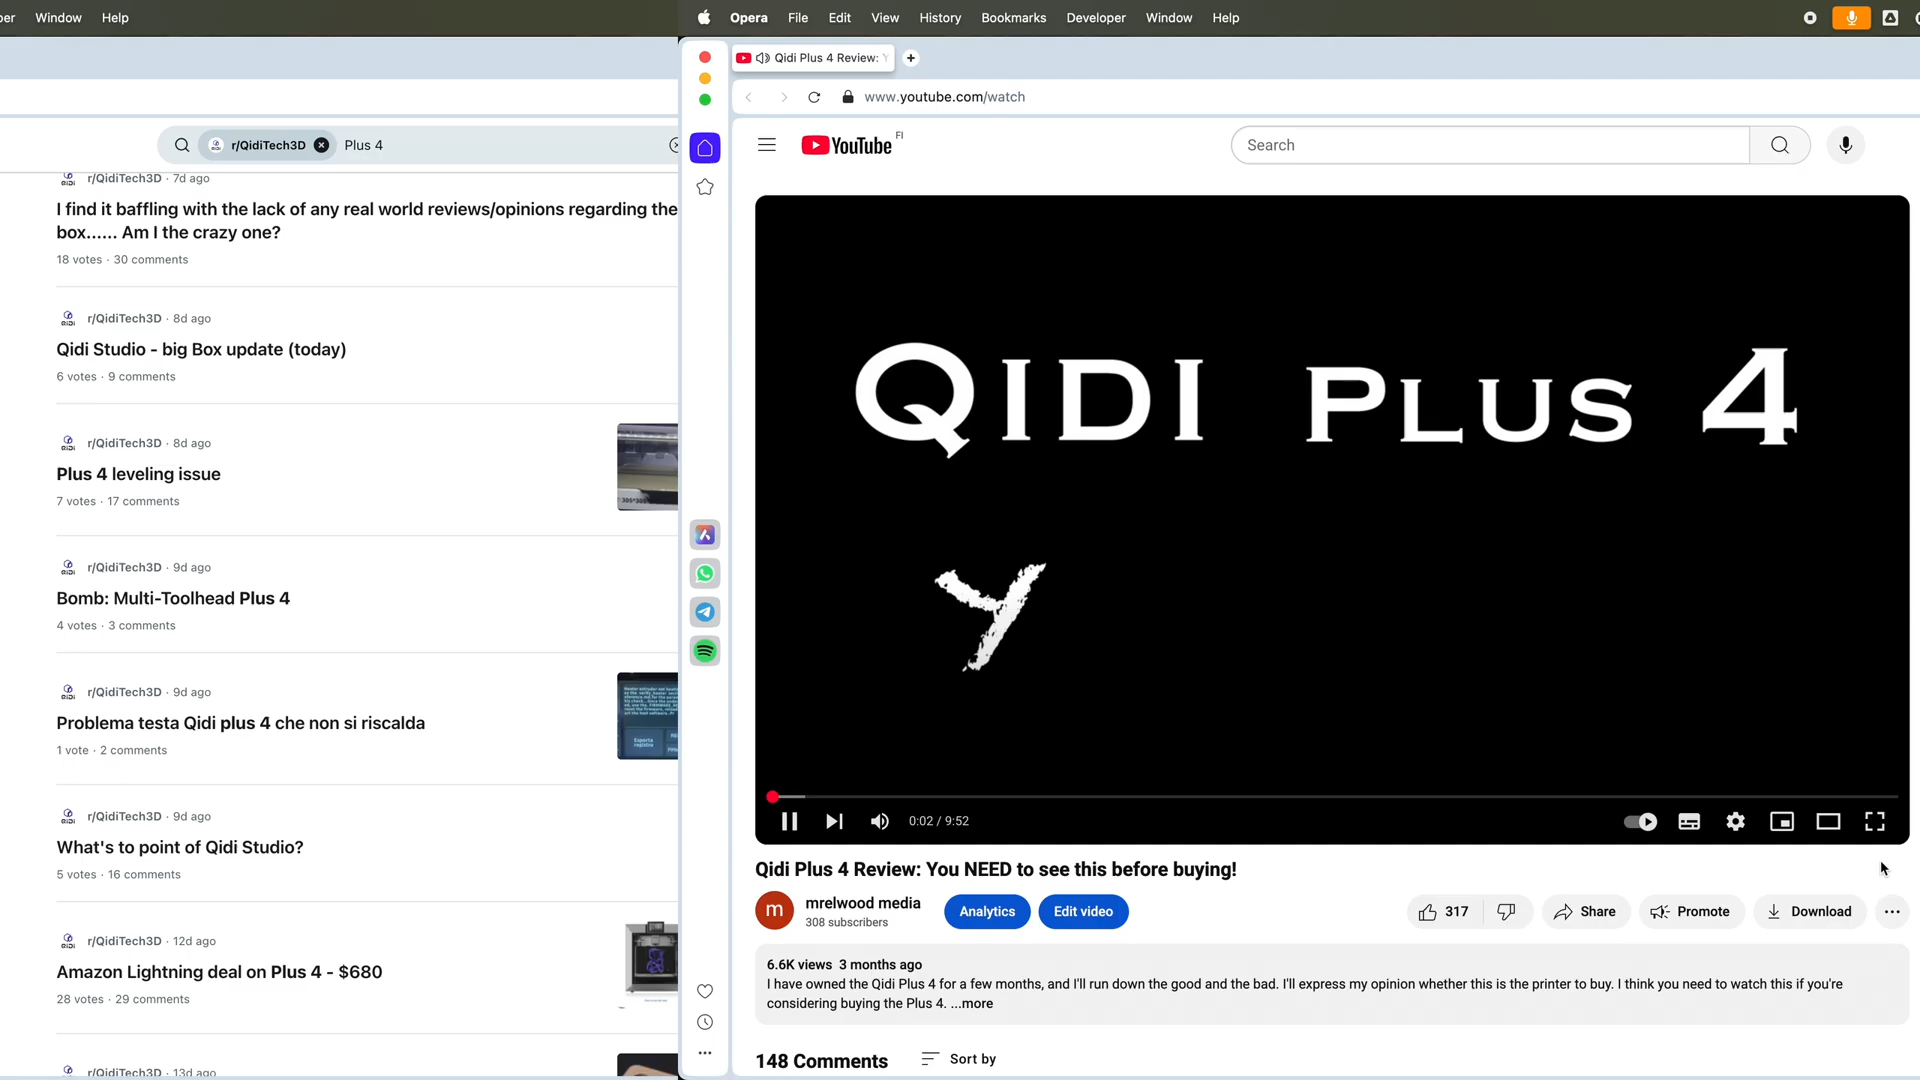 Window Help
Opera File Edit View History Bookmarks Developer Window Help
Qidi Plus 4 Review: Y
www.youtube.com/watch
r/QidiTech3D Plus 4
r/QidiTech3D · 7d ago
I find it baffling with the lack of any real world reviews/opinions regarding the
box...... Am I the crazy one?
18 votes · 30 comments
r/QidiTech3D · 8d ago
Qidi Studio - big Box update (today)
6 votes · 9 comments
r/QidiTech3D · 8d ago
Plus 4 leveling issue
7 votes · 17 comments
r/QidiTech3D · 9d ago
Bomb: Multi-Toolhead Plus 4
4 votes · 3 comments
r/QidiTech3D · 9d ago
Problema testa Qidi plus 4 che non si riscalda
1 vote · 2 comments
r/QidiTech3D · 9d ago
What's to point of Qidi Studio?
5 votes · 16 comments
r/QidiTech3D · 12d ago
Amazon Lightning deal on Plus 4 - $680
28 votes · 29 comments
r/QidiTech3D · 13d ago
YouTube FI
Search
QIDI PLUS 4
Y
0:02 / 9:52
Qidi Plus 4 Review: You NEED to see this before buying!
m
mrelwood media
308 subscribers
Analytics
Edit video
317
Share
Promote
Download
6.6K views 3 months ago
I have owned the Qidi Plus 4 for a few months, and I'll run down the good and the bad. I'll express my opinion whether this is the printer to buy. I think you need to watch this if you're
considering buying the Plus 4. ...more
148 Comments
Sort by